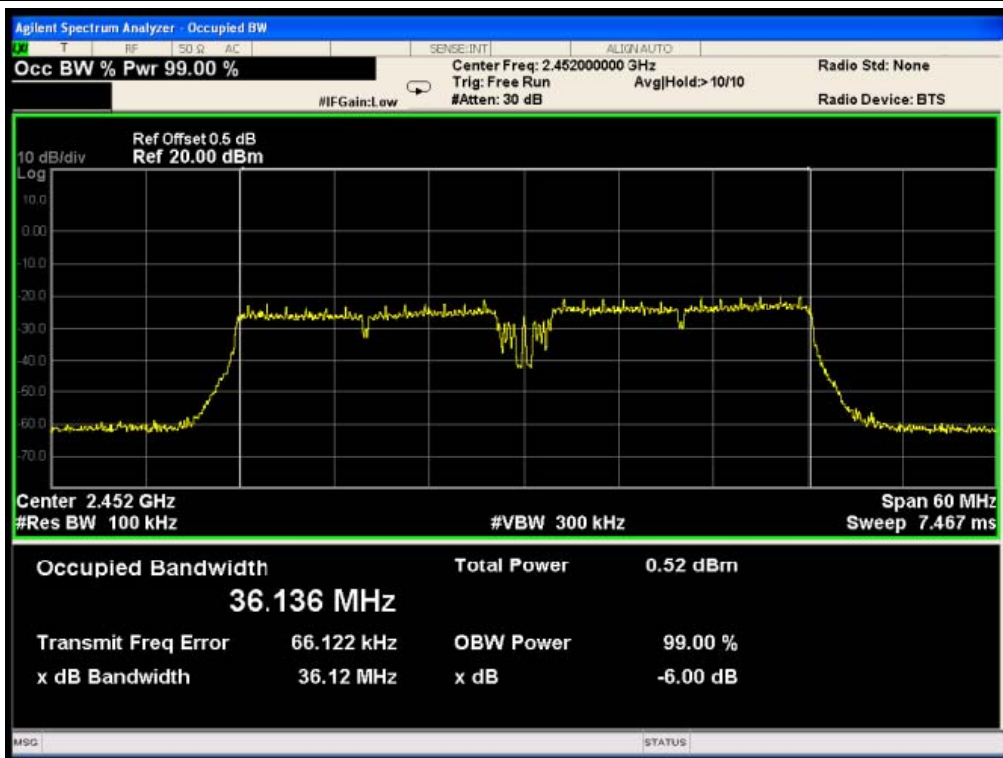 Agilent Spectrum Analyzer - Occupied BW
LXI T RF 50 Ω AC SENSE:INT ALIGN AUTO
Occ BW % Pwr 99.00 % Center Freq: 2.452000000 GHz Radio Std: None
Trig: Free Run Avg|Hold:> 10/10
#IFGain:Low #Atten: 30 dB Radio Device: BTS
Ref Offset 0.5 dB
10 dB/div Ref 20.00 dBm
Log
10.0
0.00
-10.0
-20.0
-30.0
-40.0
-50.0
-60.0
-70.0
Center 2.452 GHz Span 60 MHz
#Res BW 100 kHz #VBW 300 kHz Sweep 7.467 ms
Occupied Bandwidth Total Power 0.52 dBm
36.136 MHz
Transmit Freq Error 66.122 kHz OBW Power 99.00 %
x dB Bandwidth 36.12 MHz x dB -6.00 dB
MSG STATUS